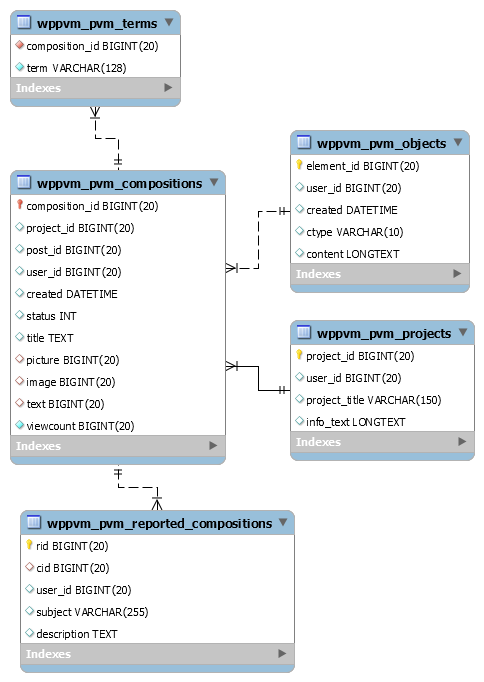 wppvm_pvm_terms
composition_id BIGINT(20)
term VARCHAR(128)
Indexes
wppvm_pvm_compositions
composition_id BIGINT(20)
project_id BIGINT(20)
post_id BIGINT(20)
user_id BIGINT(20)
created DATETIME
status INT
title TEXT
picture BIGINT(20)
image BIGINT(20)
text BIGINT(20)
viewcount BIGINT(20)
Indexes
wppvm_pvm_objects
element_id BIGINT(20)
user_id BIGINT(20)
created DATETIME
ctype VARCHAR(10)
content LONGTEXT
Indexes
wppvm_pvm_projects
project_id BIGINT(20)
user_id BIGINT(20)
project_title VARCHAR(150)
info_text LONGTEXT
Indexes
wppvm_pvm_reported_compositions
rid BIGINT(20)
cid BIGINT(20)
user_id BIGINT(20)
subject VARCHAR(255)
description TEXT
Indexes